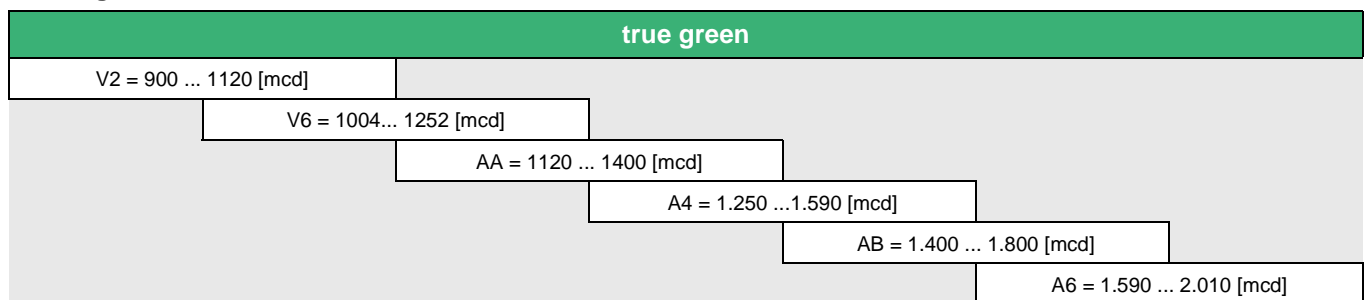 true green
V2 = 900 ... 1120 [mcd]
V6 = 1004... 1252 [mcd]
AA = 1120 ... 1400 [mcd]
A4 = 1.250 ...1.590 [mcd]
AB = 1.400 ... 1.800 [mcd]
A6 = 1.590 ... 2.010 [mcd]